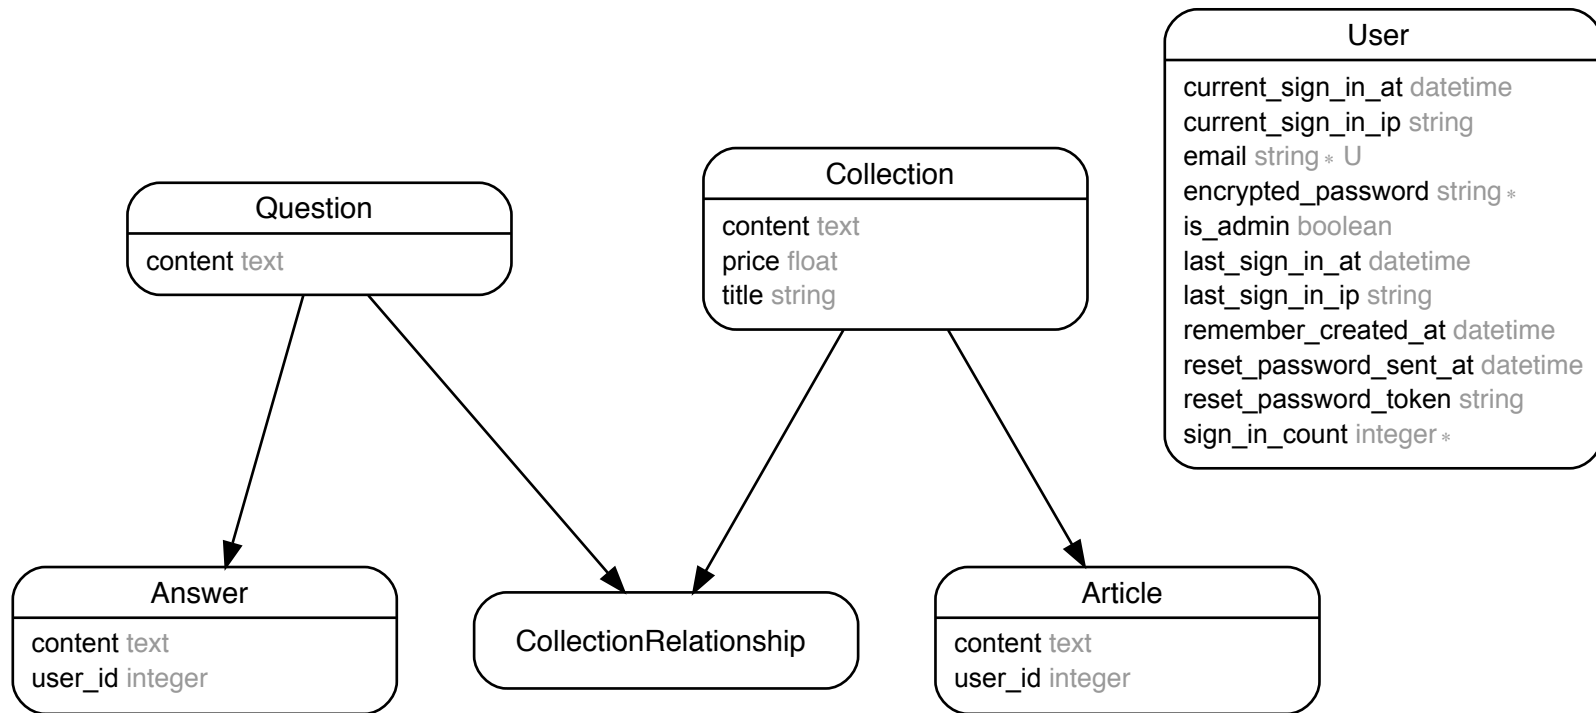 User
current_sign_in_at datetime
current_sign_in_ip string
email string * U
encrypted_password string *
is_admin boolean
last_sign_in_at datetime
last_sign_in_ip string
remember_created_at datetime
reset_password_sent_at datetime
reset_password_token string
sign_in_count integer *
Collection
content text
price float
title string
Question
content text
Answer
content text
user_id integer
CollectionRelationship
Article
content text
user_id integer